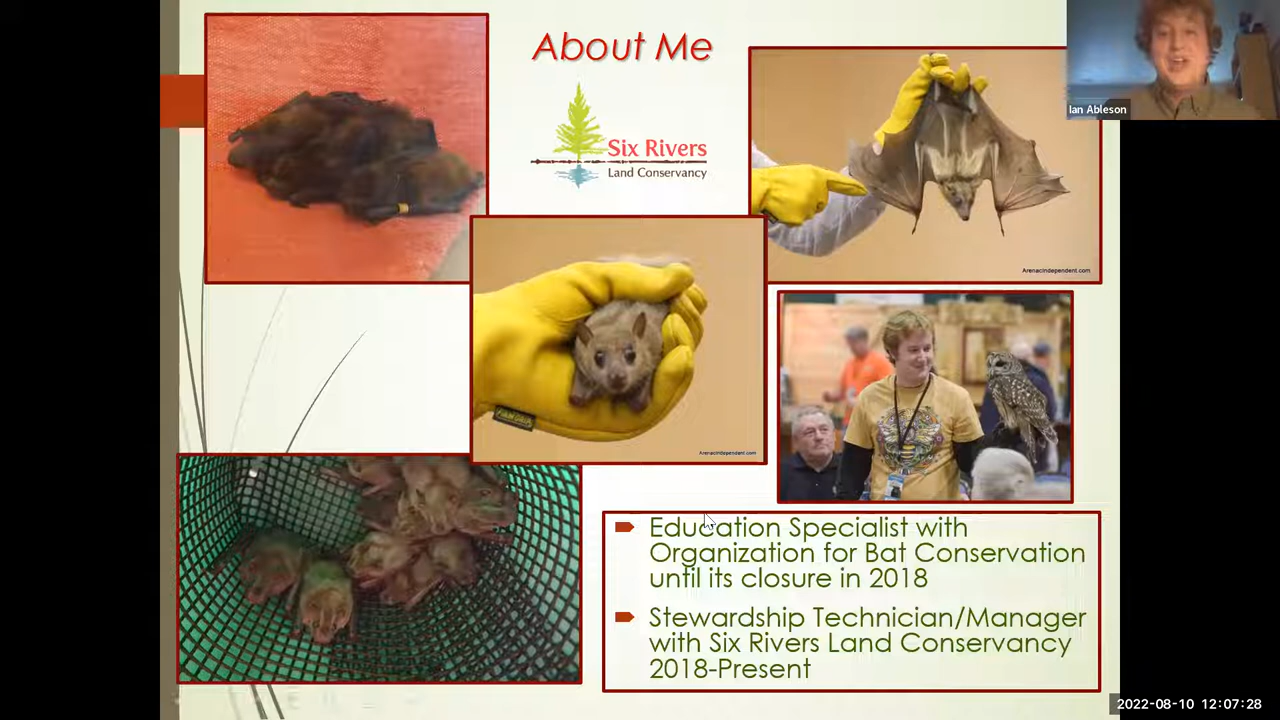 About Me
Six Rivers
Land Conservancy
Ian Ableson
ArenacIndependent.com
ArenacIndependent.com
Education Specialist with
Organization for Bat Conservation
until its closure in 2018
Stewardship Technician/Manager
with Six Rivers Land Conservancy
2018-Present
2022-08-10 12:07:28